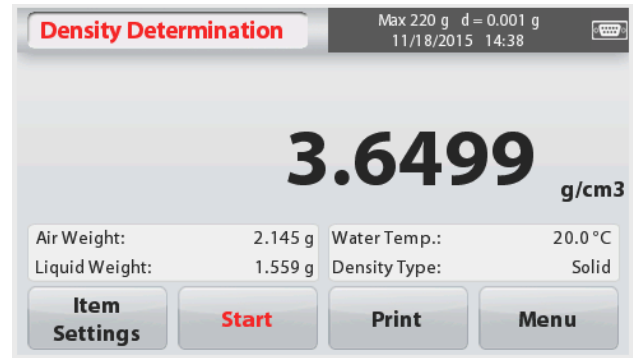 Density Determination
Max 220 g d = 0.001 g
11/18/2015 14:38
3.6499 g/cm3
Air Weight: 2.145 g
Liquid Weight: 1.559 g
Water Temp.: 20.0 °C
Density Type: Solid
Item
Settings
Start
Print
Menu